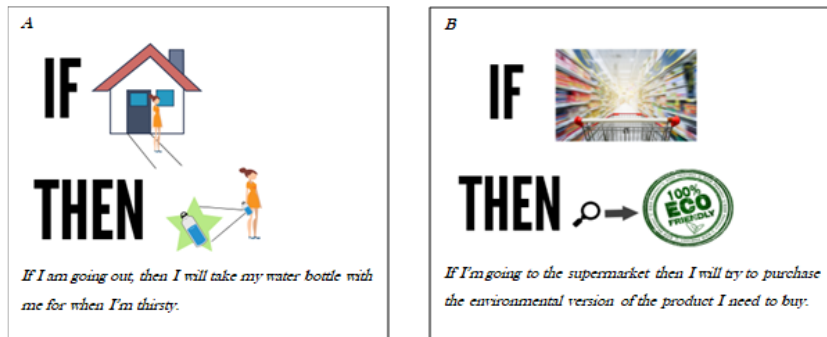 A
IF
THEN
If I am going out, then I will take my water bottle with
me for when I'm thirsty.
B
IF
THEN
100%
ECO
FRIENDLY
If I'm going to the supermarket then I will try to purchase
the environmental version of the product I need to buy.